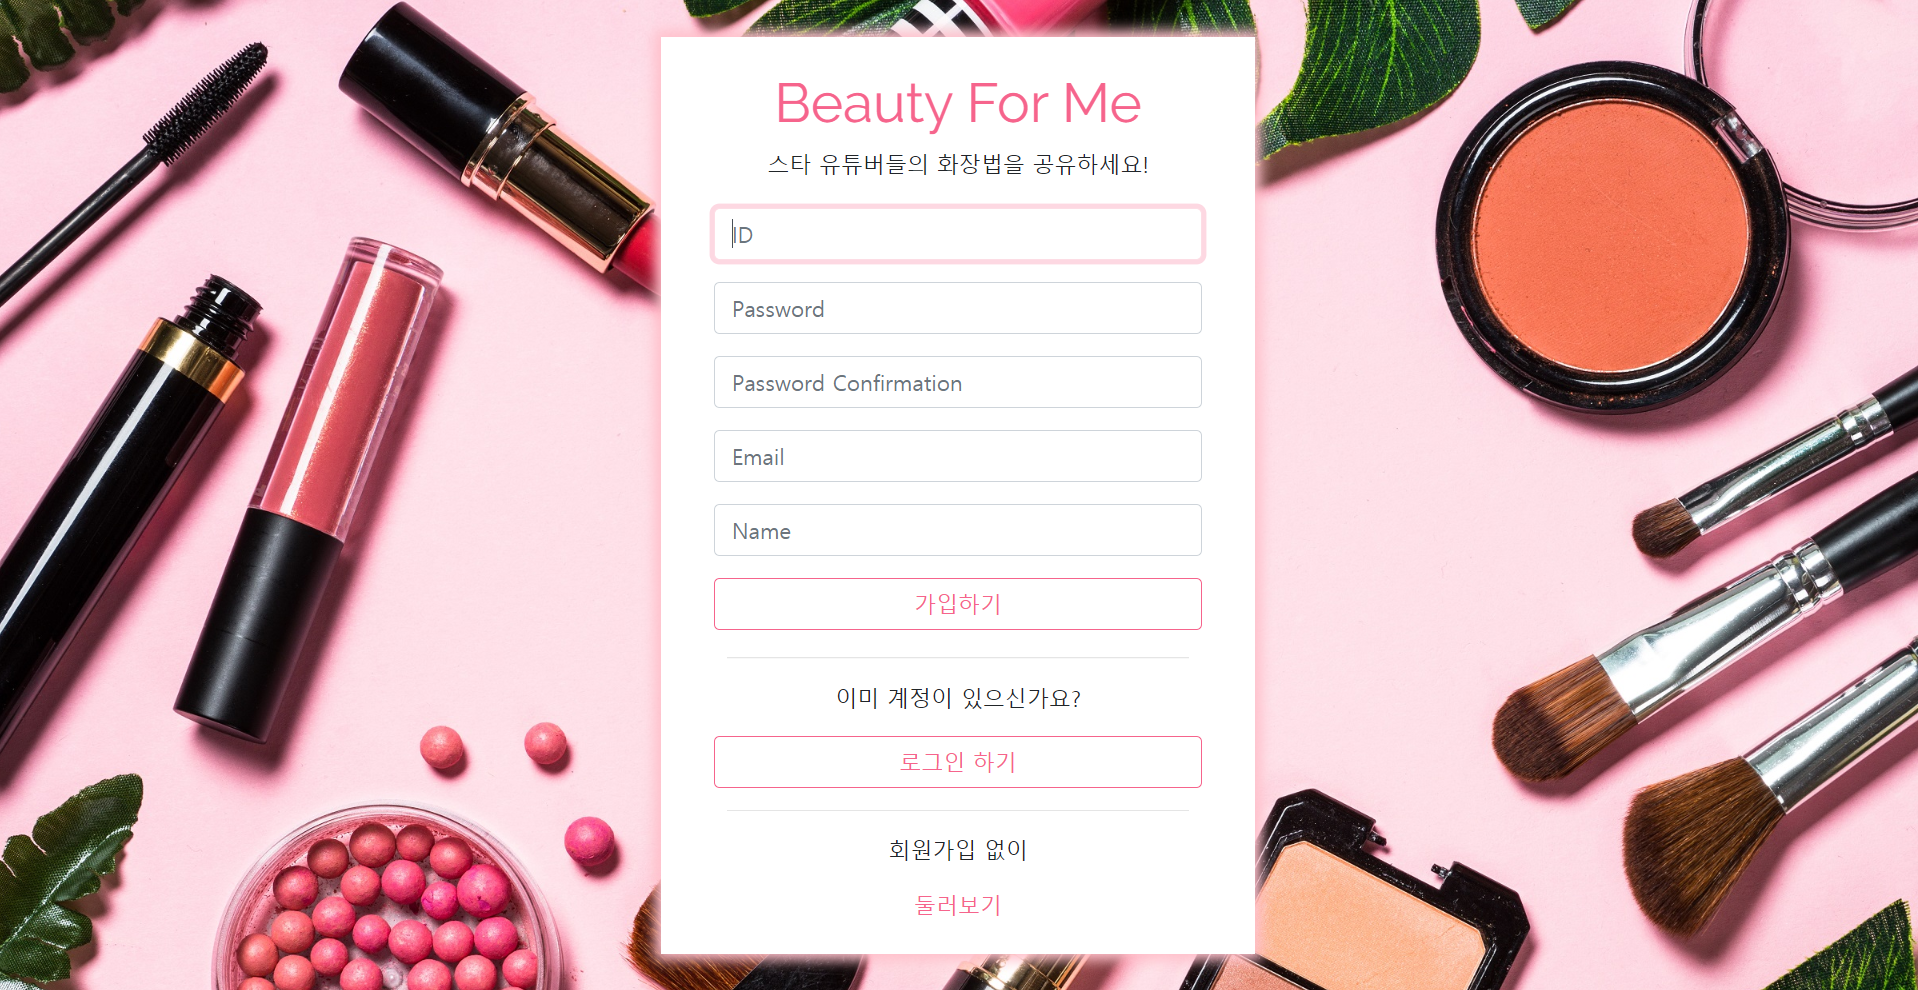 Beauty For Me
스타 유튜버들의 화장법을 공유하세요!
ID
Password
Password Confirmation
Email
Name
가입하기
이미 계정이 있으신가요?
로그인 하기
회원가입 없이
둘러보기